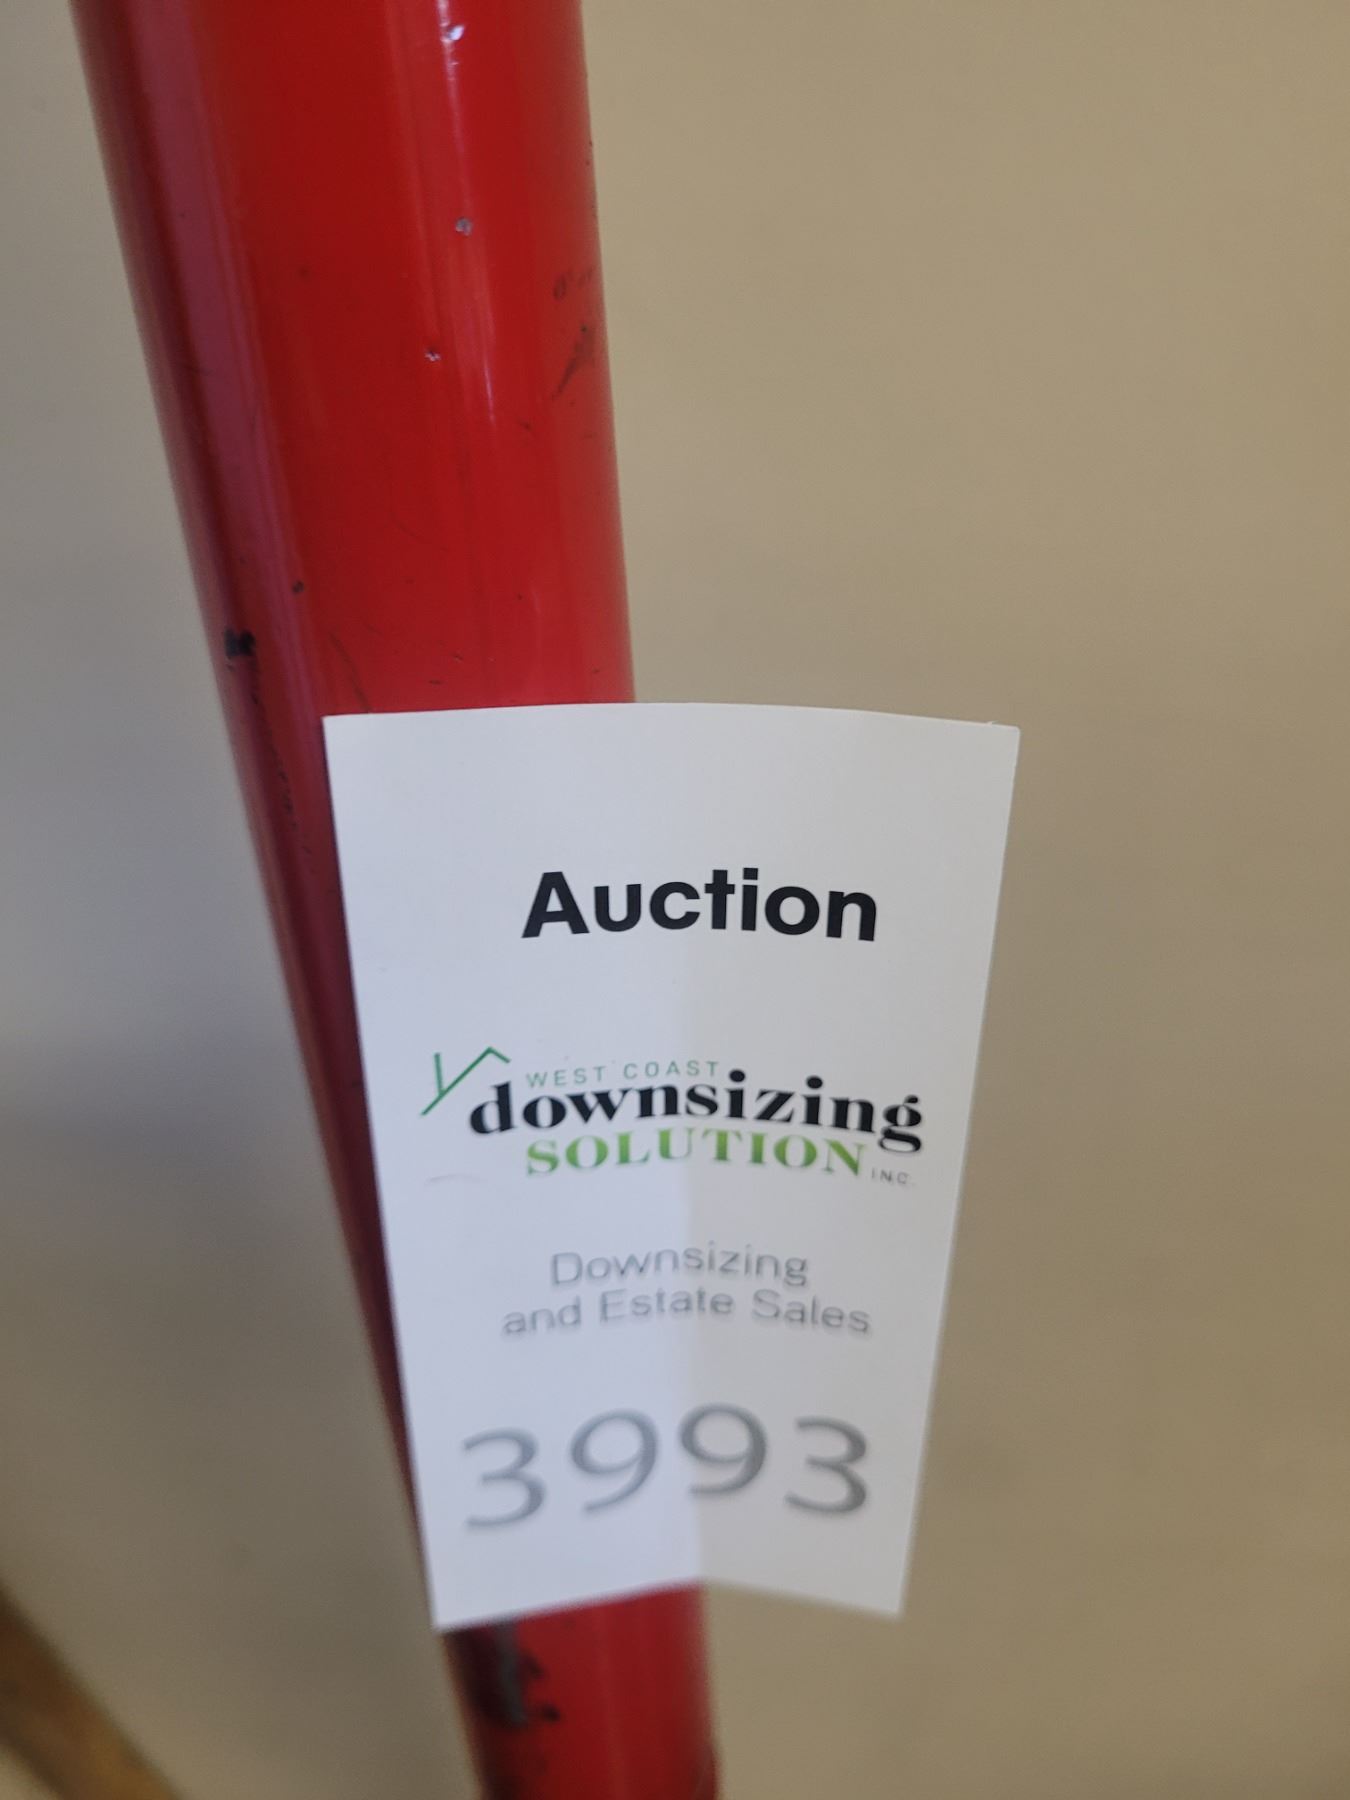 Auction
WEST COAST
downsizing
SOLUTION INC.
Downsizing
and Estate Sales
3993